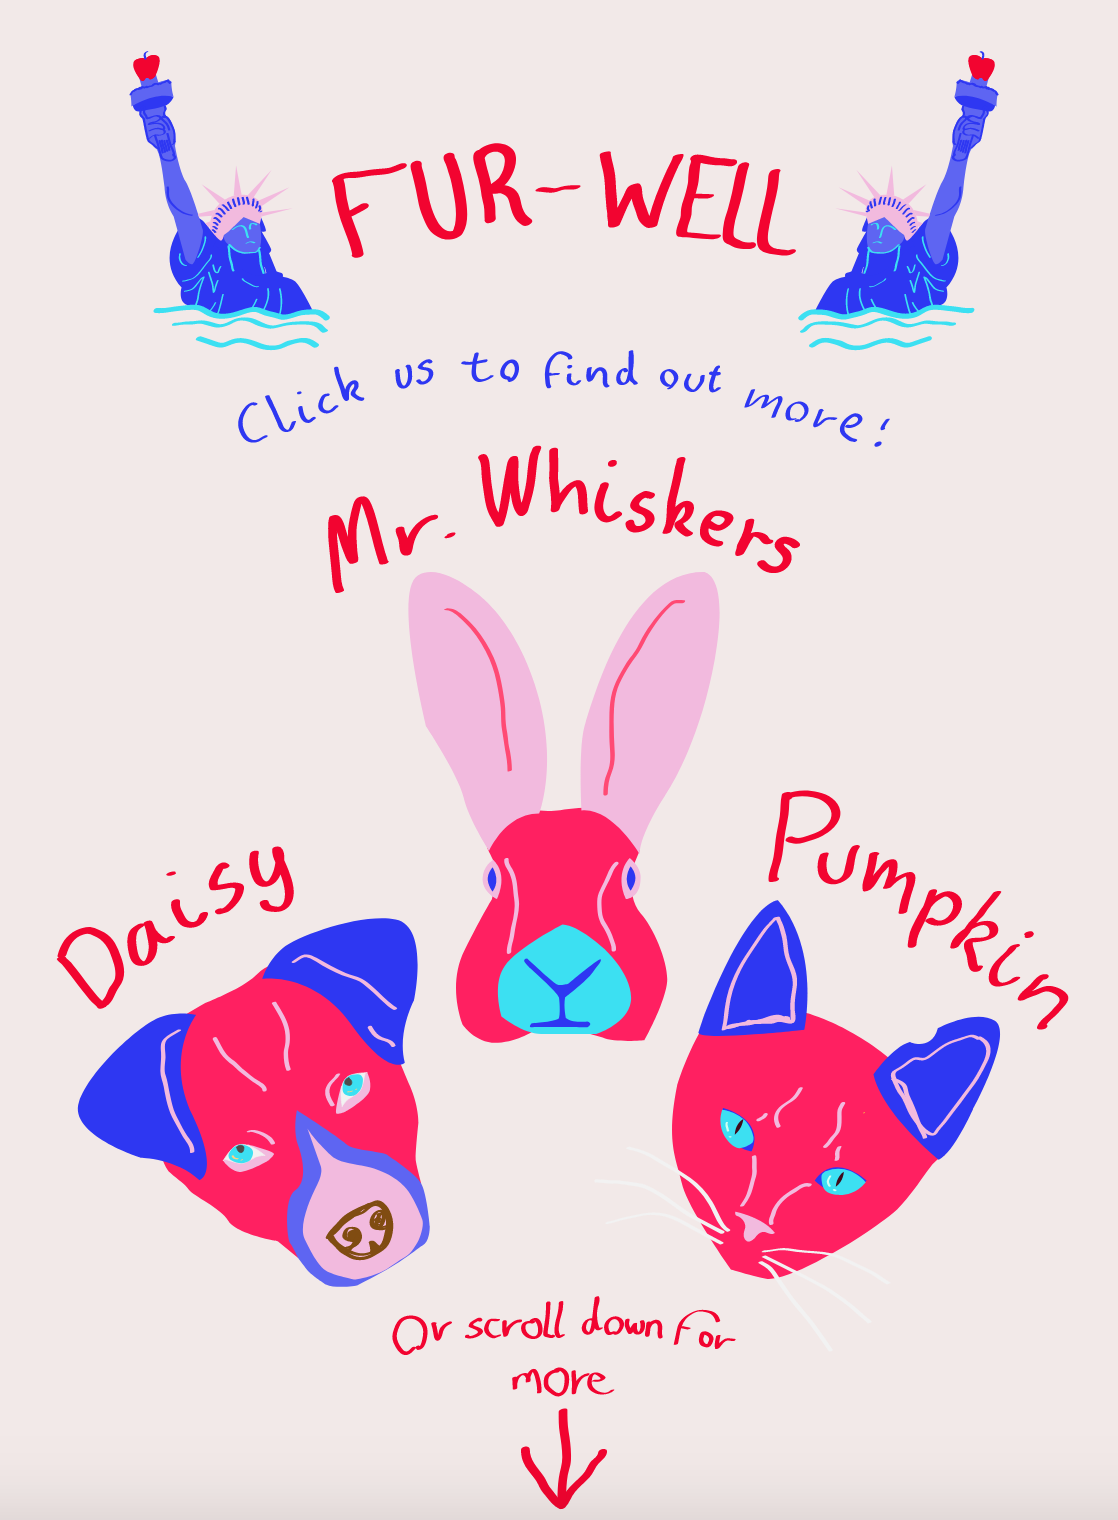 FUR-WELL
Click us to find out more!
Mr. Whiskers
Daisy
Pumpkin
Or scroll down for
more